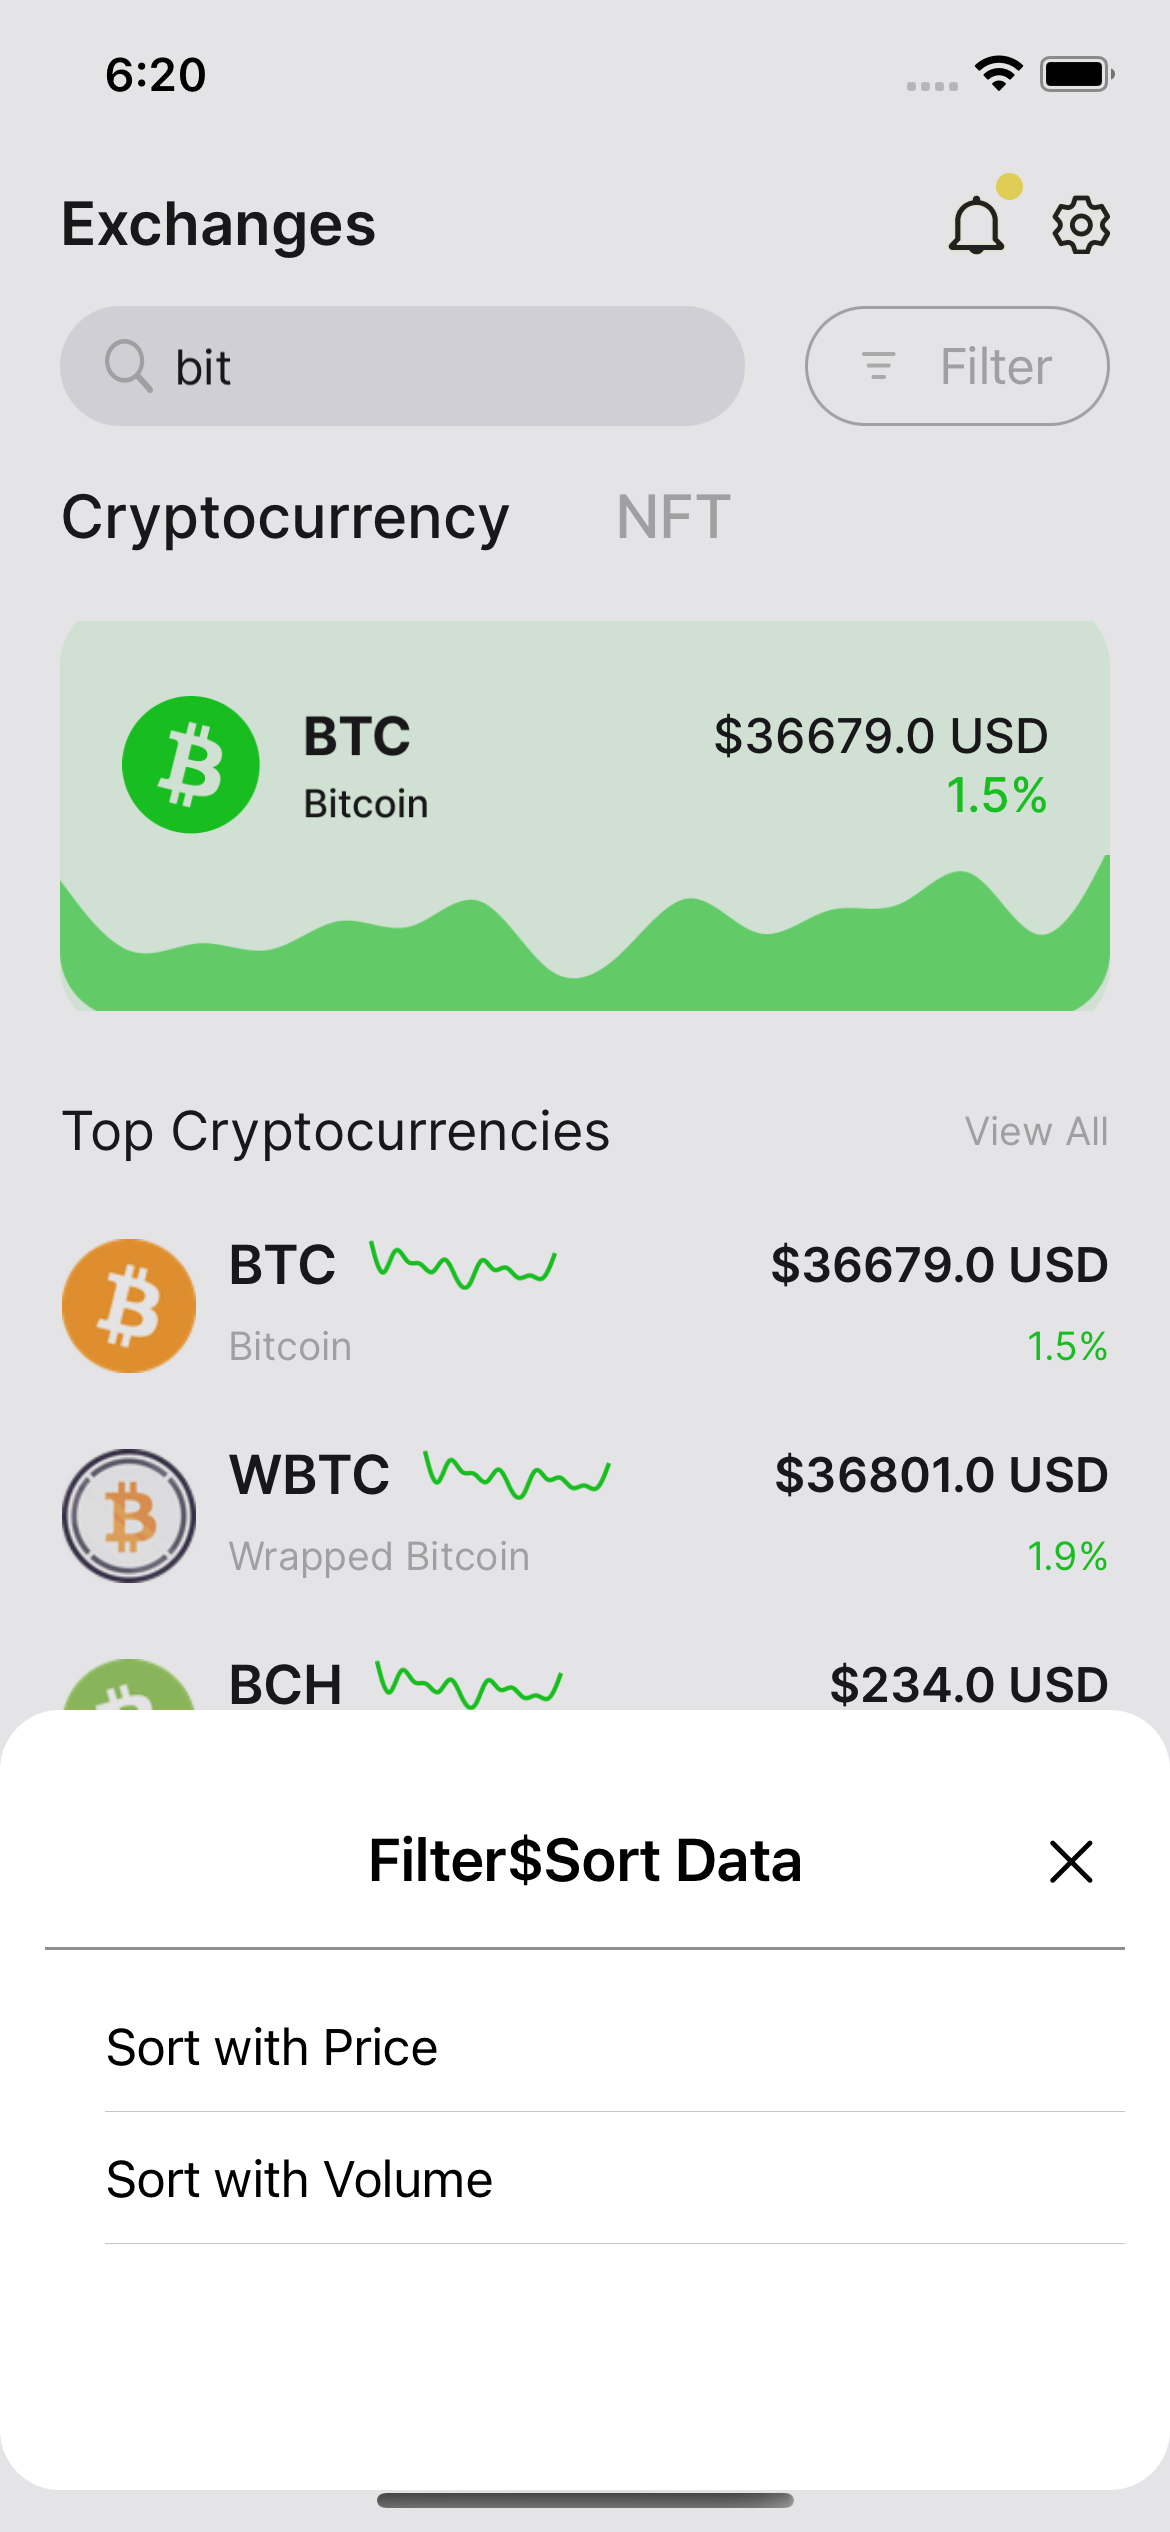 6:20
Exchanges
bit
Filter
Cryptocurrency NFT
BTC $36679.0 USD
Bitcoin 1.5%
Top Cryptocurrencies View All
BTC $36679.0 USD
Bitcoin 1.5%
WBTC $36801.0 USD
Wrapped Bitcoin 1.9%
BCH $234.0 USD
Filter$Sort Data
Sort with Price
Sort with Volume